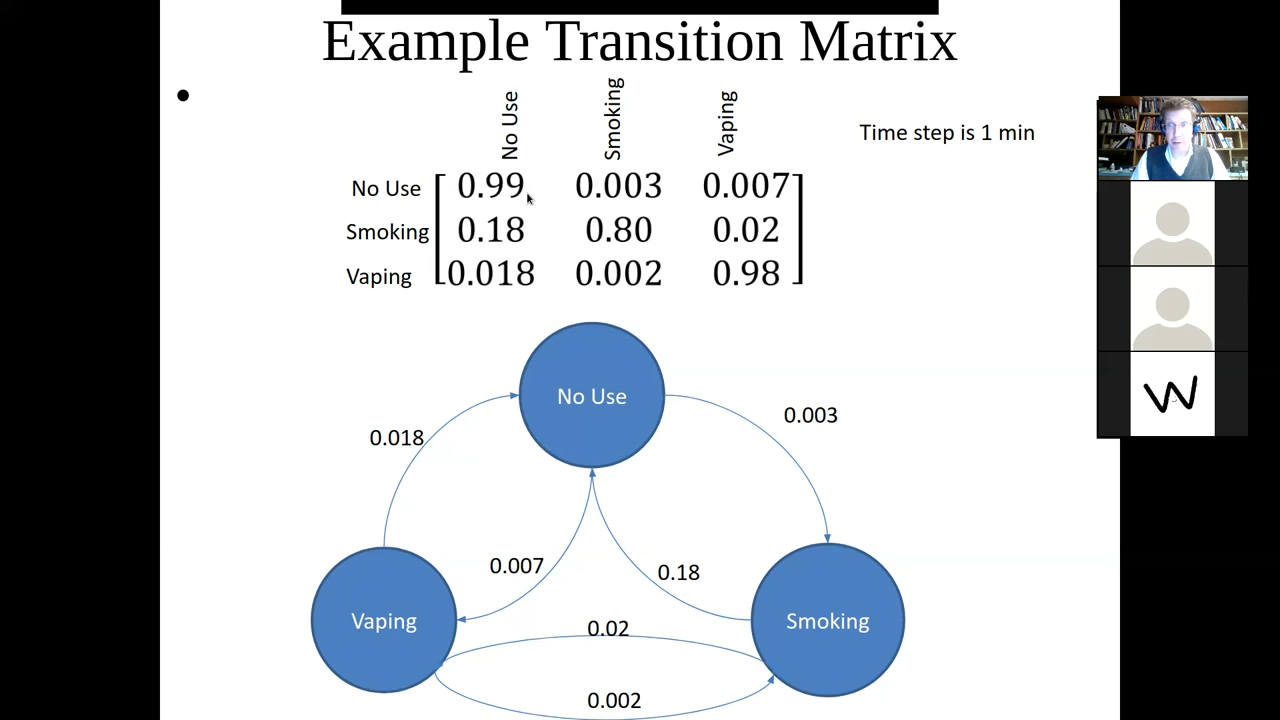 Example Transition Matrix
•
No Use Smoking Vaping
Time step is 1 min
No Use 0.99 0.003 0.007
Smoking 0.18 0.80 0.02
Vaping 0.018 0.002 0.98
No Use
0.003
0.018
0.007
0.18
Vaping
Smoking
0.02
0.002
W